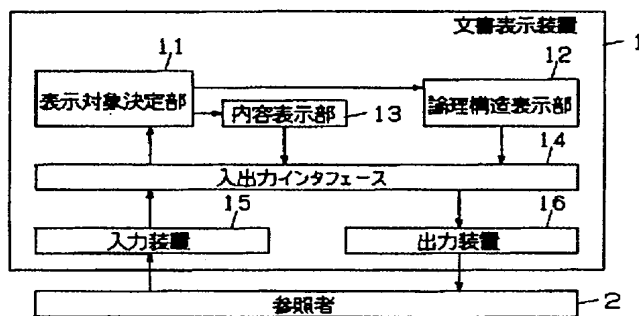 文書表示装置
1
11
12
表示対象決定部
論理構造表示部
内容表示部
13
14
入出力インタフェース
15
16
入力装置
出力装置
参照者
2